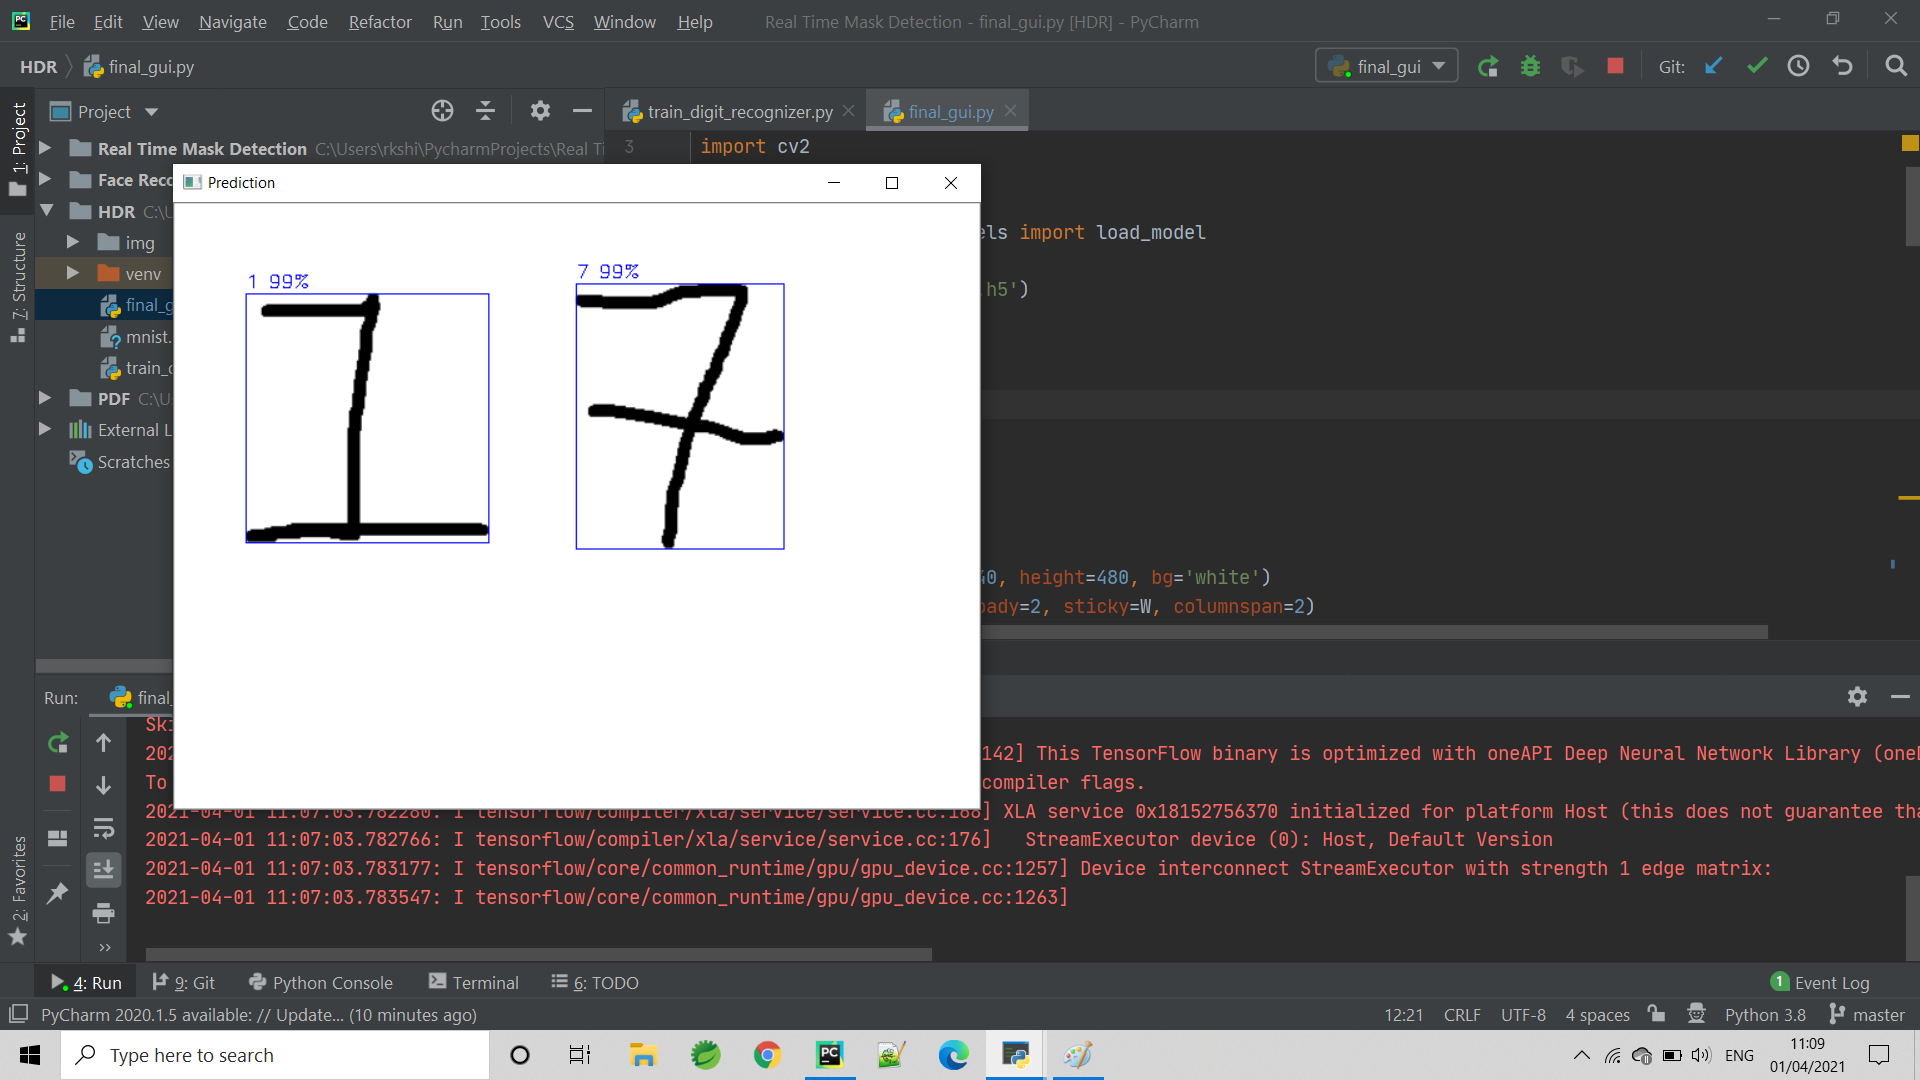 File Edit View Navigate Code Refactor Run Tools VCS Window Help Real Time Mask Detection - final_gui.py [HDR] - PyCharm
HDR final_gui.py final_gui Git:
1: Project
Project train_digit_recognizer.py final_gui.py
Real Time Mask Detection C:\Users\rkshi\PycharmProjects\Real Ti
3 import cv2
Face Reco
Prediction
HDR C:\U
els import load_model
img
venv
1 99%
7 99%
.h5')
final_g
mnist.
train_d
1 7
PDF C:\U
External L
Scratches
7: Structure
40, height=480, bg='white')
pady=2, sticky=W, columnspan=2)
Run: final_
Ski
202 142] This TensorFlow binary is optimized with oneAPI Deep Neural Network Library (oneD
To compiler flags.
2021-04-01 11:07:03.782280: I tensorflow/compiler/xla/service/service.cc:168] XLA service 0x18152756370 initialized for platform Host (this does not guarantee tha
2021-04-01 11:07:03.782766: I tensorflow/compiler/xla/service/service.cc:176] StreamExecutor device (0): Host, Default Version
2021-04-01 11:07:03.783177: I tensorflow/core/common_runtime/gpu/gpu_device.cc:1257] Device interconnect StreamExecutor with strength 1 edge matrix:
2021-04-01 11:07:03.783547: I tensorflow/core/common_runtime/gpu/gpu_device.cc:1263]
2: Favorites
4: Run 9: Git Python Console Terminal 6: TODO 1 Event Log
PyCharm 2020.1.5 available: // Update... (10 minutes ago) 12:21 CRLF UTF-8 4 spaces Python 3.8 master
Type here to search ENG 11:09
01/04/2021